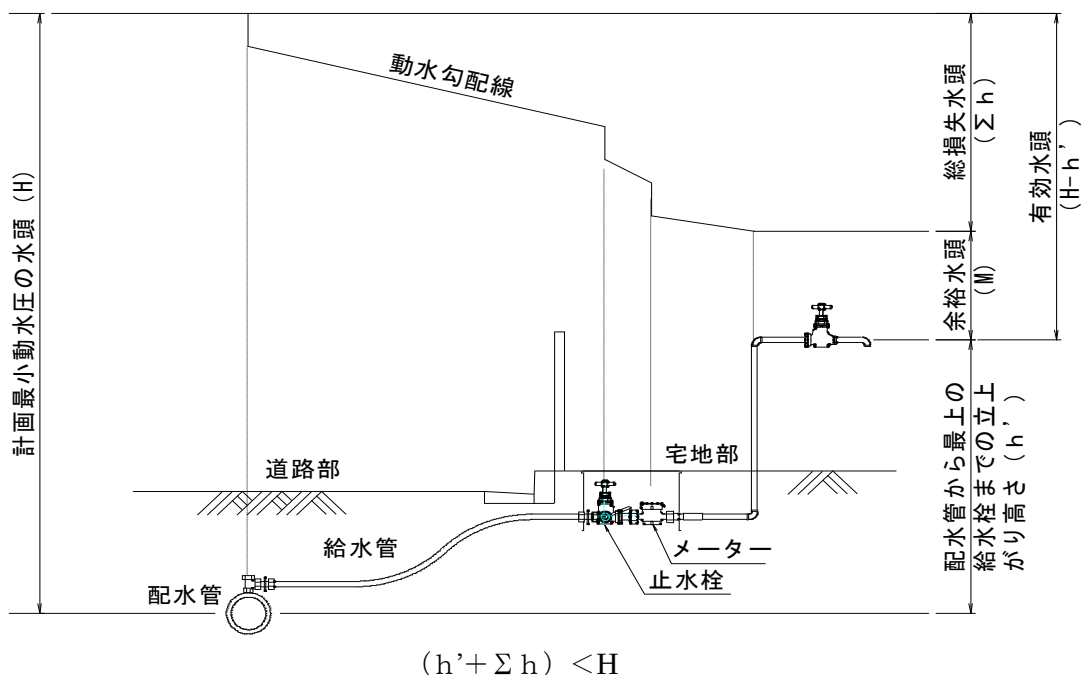 計画最小動水圧の水頭 (H)
動水勾配線
総損失水頭
(Σh)
有効水頭
(H-h')
余裕水頭
(M)
配水管から最上の
給水栓までの立上
がり高さ (h')
道路部
宅地部
給水管
メーター
止水栓
配水管
(h'+Σh) <H